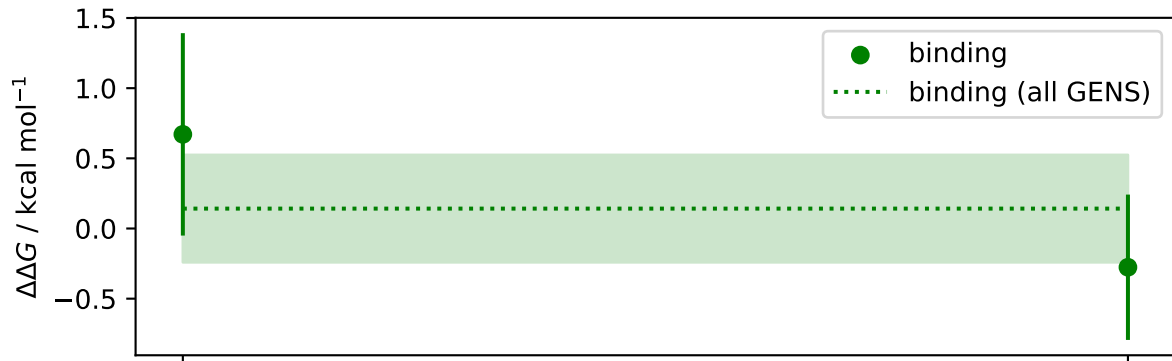 1.5
1.0
0.5
0.0
−0.5
ΔΔG / kcal mol⁻¹
binding
binding (all GENS)